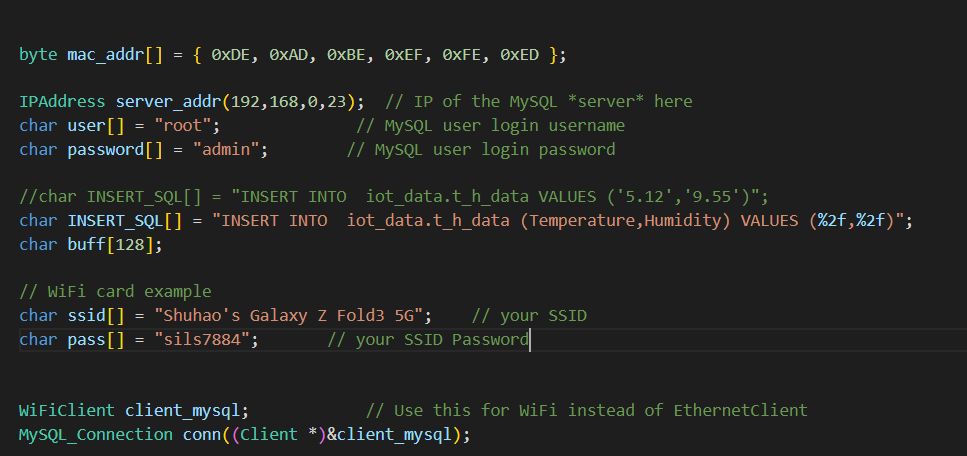 byte mac_addr[] = { 0xDE, 0xAD, 0xBE, 0xEF, 0xFE, 0xED };
IPAddress server_addr(192,168,0,23);  // IP of the MySQL *server* here
char user[] = "root";              // MySQL user login username
char password[] = "admin";        // MySQL user login password
//char INSERT_SQL[] = "INSERT INTO  iot_data.t_h_data VALUES ('5.12','9.55')";
char INSERT_SQL[] = "INSERT INTO  iot_data.t_h_data (Temperature,Humidity) VALUES (%2f,%2f)";
char buff[128];
// WiFi card example
char ssid[] = "Shuhao's Galaxy Z Fold3 5G";    // your SSID
char pass[] = "sils7884";       // your SSID Password
WiFiClient client_mysql;            // Use this for WiFi instead of EthernetClient
MySQL_Connection conn((Client *)&client_mysql);